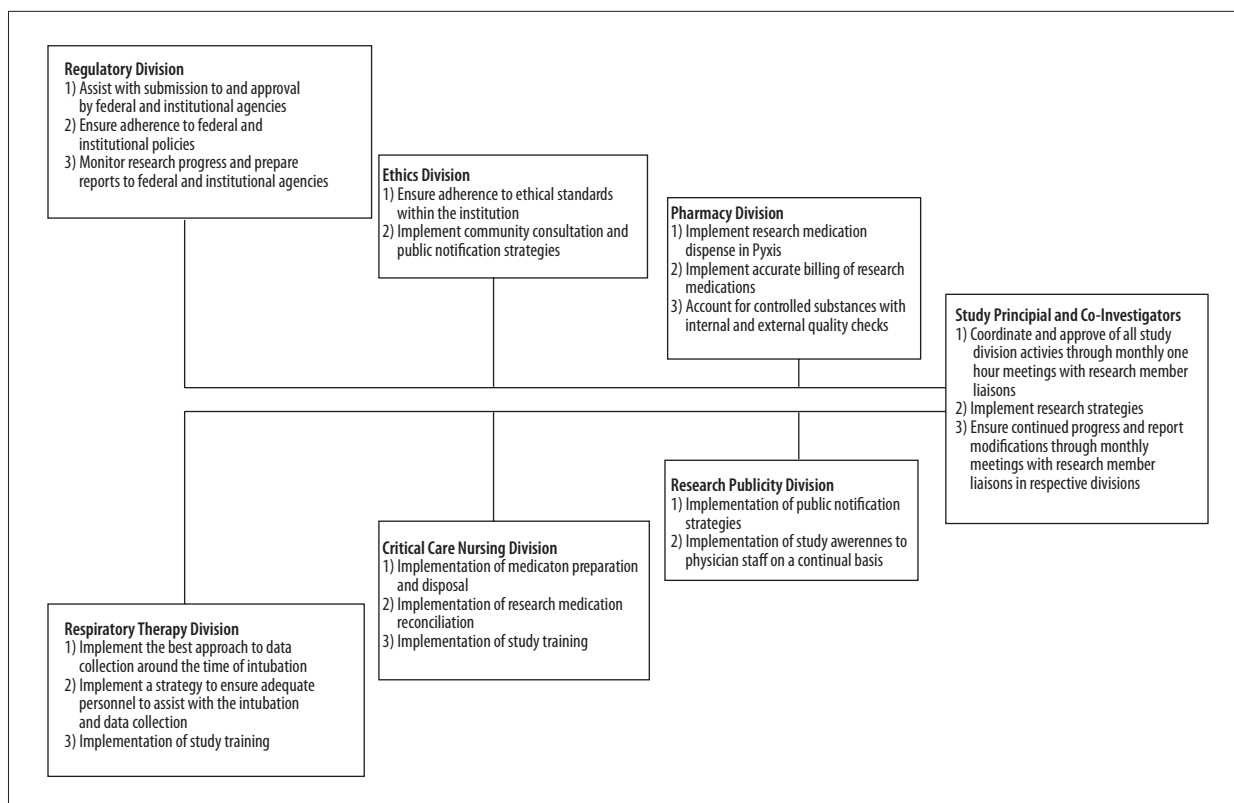 Regulatory Division
1) Assist with submission to and approval
by federal and institutional agencies
2) Ensure adherence to federal and
institutional policies
3) Monitor research progress and prepare
reports to federal and institutional agencies
Ethics Division
1) Ensure adherence to ethical standards
within the institution
2) Implement community consultation and
public notification strategies
Pharmacy Division
1) Implement research medication
dispense in Pyxis
2) Implement accurate billing of research
medications
3) Account for controlled substances with
internal and external quality checks
Study Principial and Co-Investigators
1) Coordinate and approve of all study
division activies through monthly one
hour meetings with research member
liaisons
2) Implement research strategies
3) Ensure continued progress and report
modifications through monthly
meetings with research member
liaisons in respective divisions
Research Publicity Division
1) Implementation of public notification
strategies
2) Implementation of study awerennes to
physician staff on a continual basis
Critical Care Nursing Division
1) Implementation of medicaton preparation
and disposal
2) Implementation of research medication
reconciliation
3) Implementation of study training
Respiratory Therapy Division
1) Implement the best approach to data
collection around the time of intubation
2) Implement a strategy to ensure adequate
personnel to assist with the intubation
and data collection
3) Implementation of study training